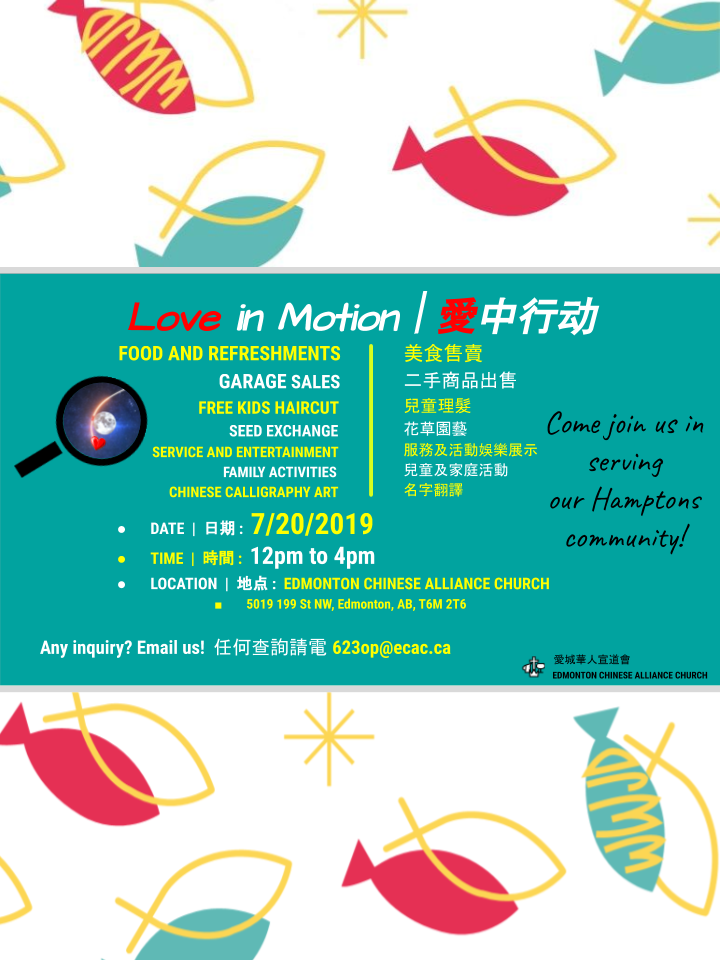 Love in Motion | 愛中行动
FOOD AND REFRESHMENTS
GARAGE SALES
FREE KIDS HAIRCUT
SEED EXCHANGE
SERVICE AND ENTERTAINMENT
FAMILY ACTIVITIES
CHINESE CALLIGRAPHY ART
美食售賣
二手商品出售
兒童理髮
花草園藝
服務及活動娛樂展示
兒童及家庭活動
名字翻譯
Come join us in
serving
our Hamptons
community!
● DATE | 日期 : 7/20/2019
● TIME | 時間 : 12pm to 4pm
● LOCATION | 地点 : EDMONTON CHINESE ALLIANCE CHURCH
■ 5019 199 St NW, Edmonton, AB, T6M 2T6
Any inquiry? Email us! 任何查詢請電 623op@ecac.ca
愛城華人宣道會
EDMONTON CHINESE ALLIANCE CHURCH